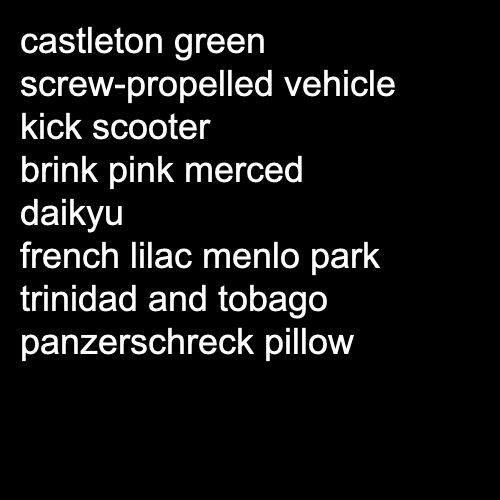 castleton green
screw-propelled vehicle
kick scooter
brink pink merced
daikyu
french lilac menlo park
trinidad and tobago
panzerschreck pillow